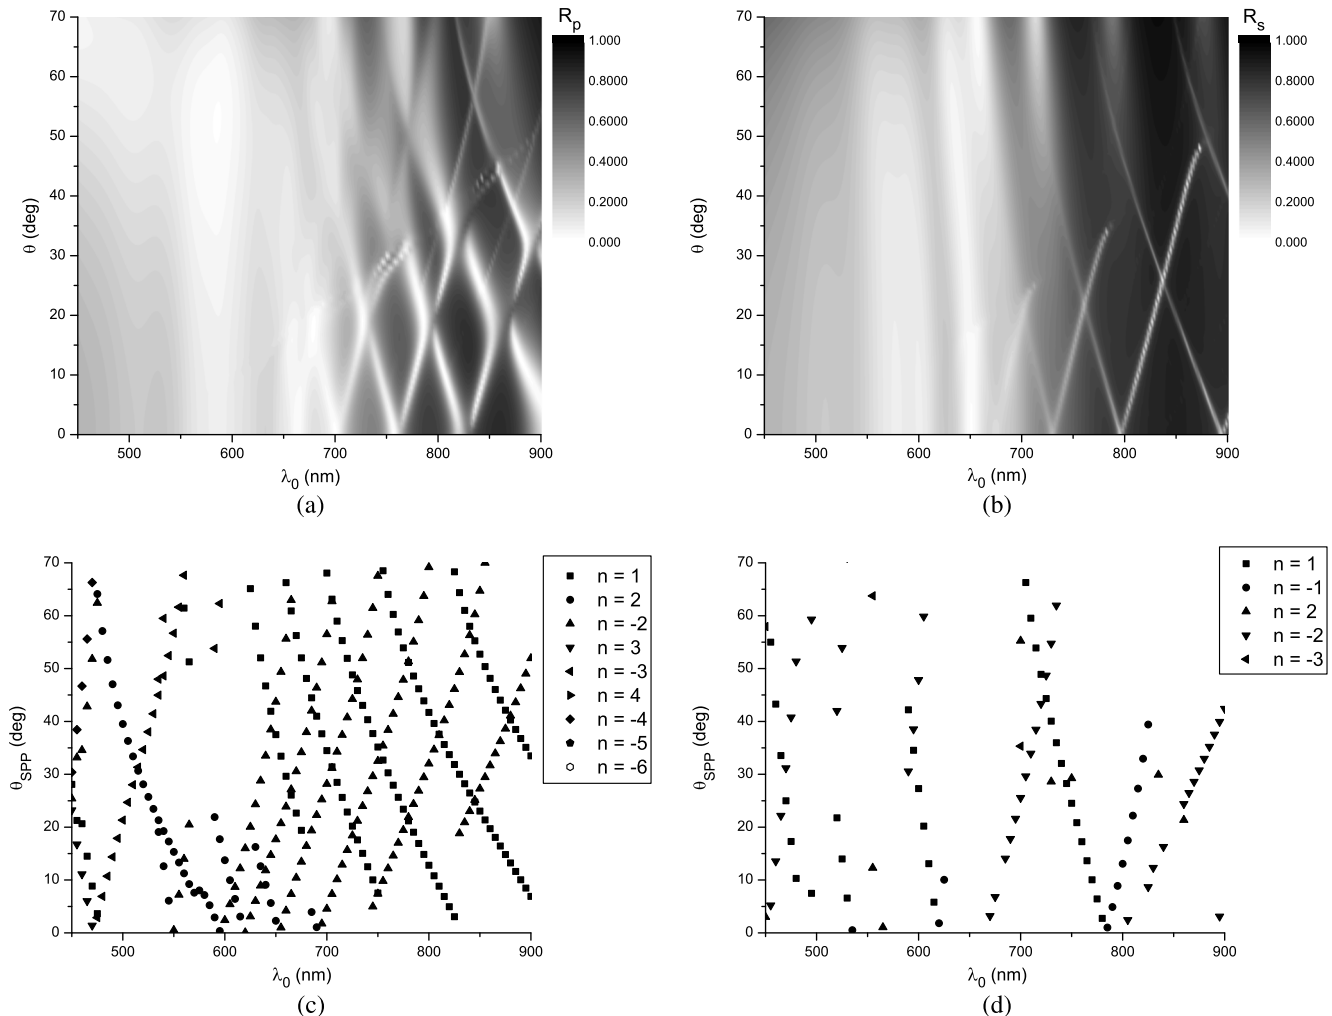 R_p
1.000
0.8000
0.6000
0.4000
0.2000
0.000
70
60
50
40
30
20
10
0
θ (deg)
500 600 700 800 900
λ_0 (nm)
(a)
R_s
1.000
0.8000
0.6000
0.4000
0.2000
0.000
70
60
50
40
30
20
10
0
θ (deg)
500 600 700 800 900
λ_0 (nm)
(b)
70
60
50
40
30
20
10
0
θ_SPP (deg)
500 600 700 800 900
λ_0 (nm)
n = 1
n = 2
n = -2
n = 3
n = -3
n = 4
n = -4
n = -5
n = -6
(c)
70
60
50
40
30
20
10
0
θ_SPP (deg)
500 600 700 800 900
λ_0 (nm)
n = 1
n = -1
n = 2
n = -2
n = -3
(d)